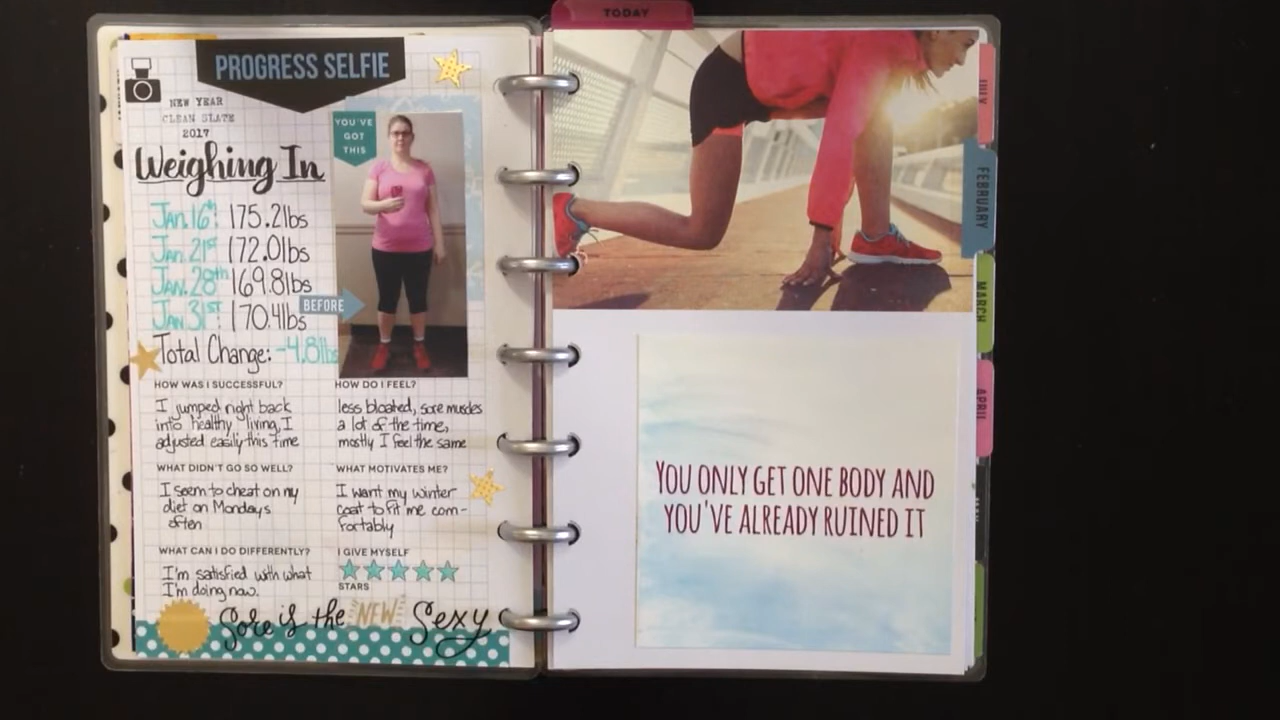 TODAY
PROGRESS SELFIE
NEW YEAR
CLEAN SLATE
2017
Weighing In
YOU'VE
GOT
THIS
Jan. 16th: 175.2lbs
Jan. 21st 172.0lbs
Jan. 28th 169.8lbs
Jan 31st: 170.4lbs
BEFORE
Total Change: -4.8lbs
HOW WAS I SUCCESSFUL?
I jumped right back
into healthy living, I
adjusted easily this time
HOW DO I FEEL?
less bloated, sore muscles
a lot of the time,
mostly I feel the same
WHAT DIDN'T GO SO WELL?
I seem to cheat on my
diet on Mondays
often
WHAT MOTIVATES ME?
I want my winter
coat to fit me com-
fortably
WHAT CAN I DO DIFFERENTLY?
I'm satisfied with what
I'm doing now.
I GIVE MYSELF
STARS
Sore is the NEW Sexy
YOU ONLY GET ONE BODY AND
YOU'VE ALREADY RUINED IT
FEBRUARY
MARCH
APRIL